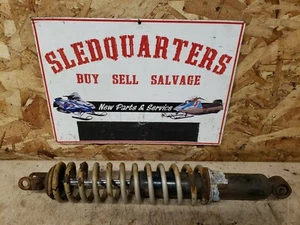 SLEDQUARTERS
BUY SELL SALVAGE
New Parts & Service